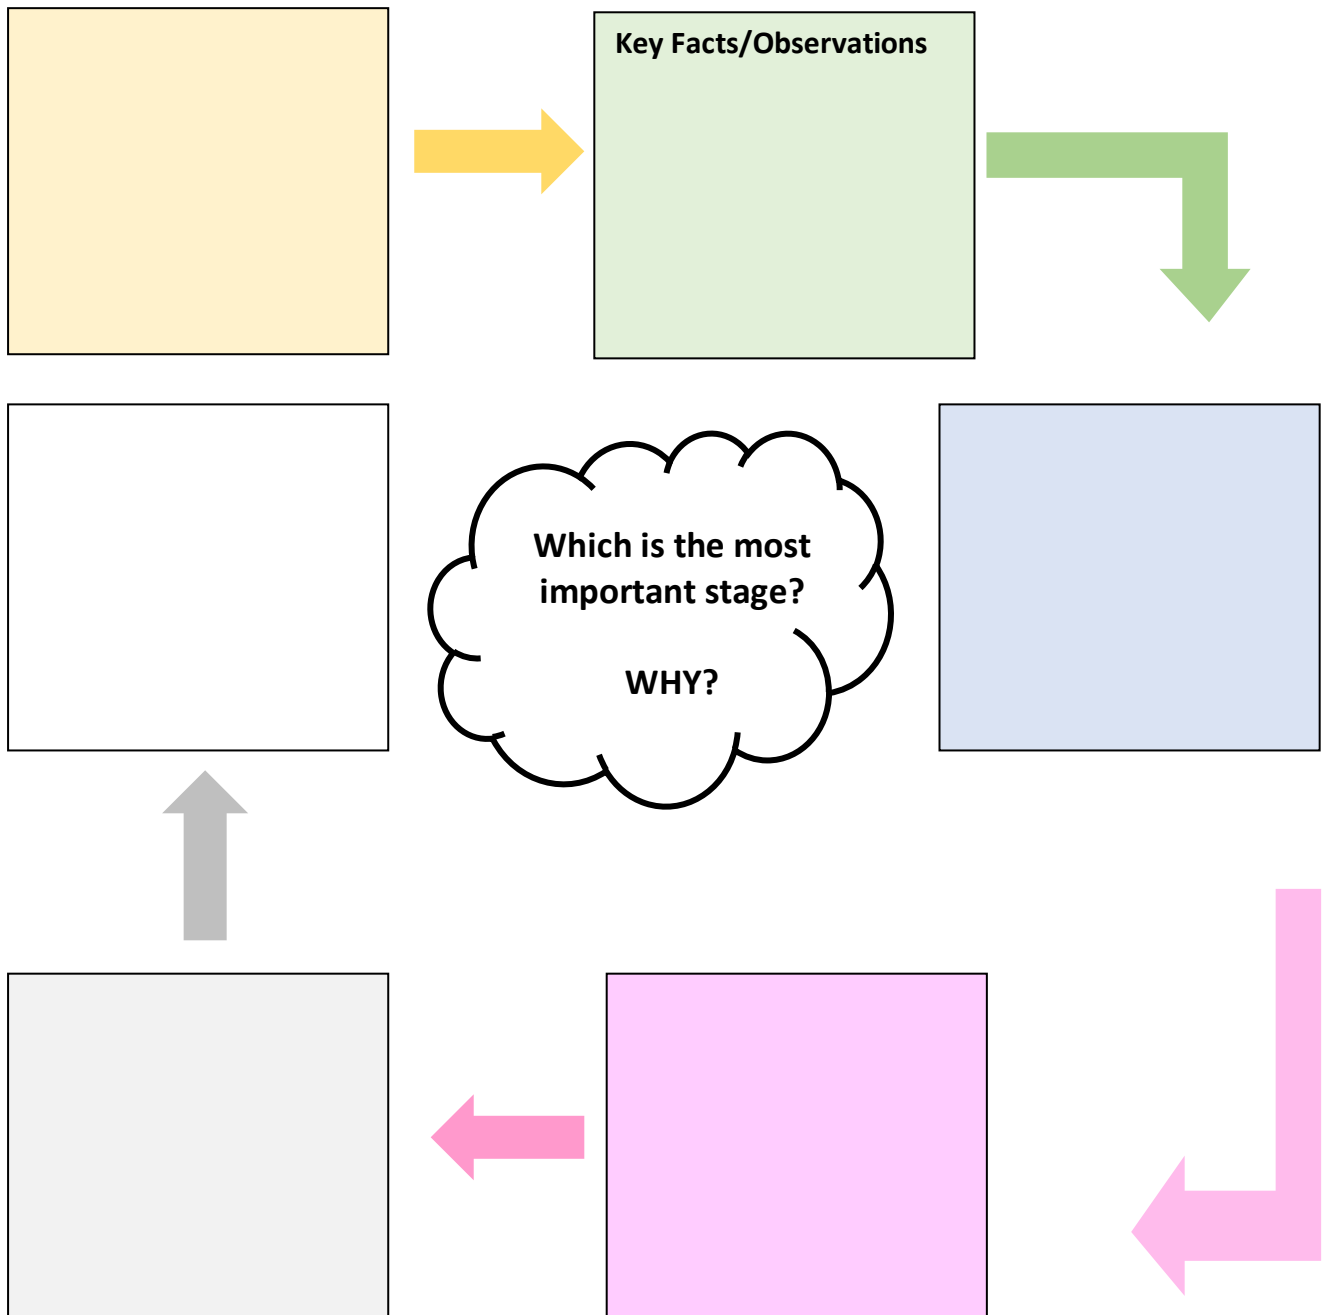 Key Facts/Observations
Which is the most
important stage?
WHY?